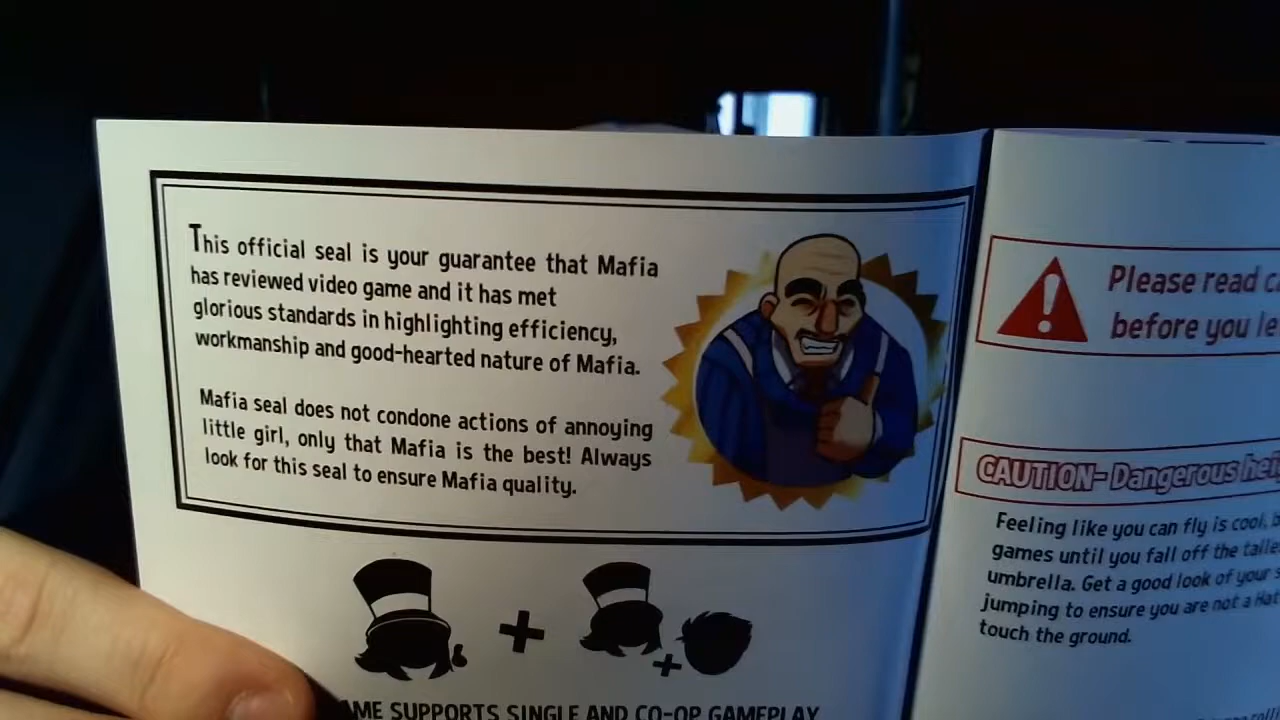 This official seal is your guarantee that Mafia
has reviewed video game and it has met
glorious standards in highlighting efficiency,
workmanship and good-hearted nature of Mafia.
Mafia seal does not condone actions of annoying
little girl, only that Mafia is the best! Always
look for this seal to ensure Mafia quality.
SUPPORTS SINGLE AND CO-OP GAMEPLAY
Please read
before you
CAUTION- Dangerous
Feeling like you can fly is cool,
games until you fall off the
umbrella. Get a good look of your
jumping to ensure you are not a Hat
touch the ground.